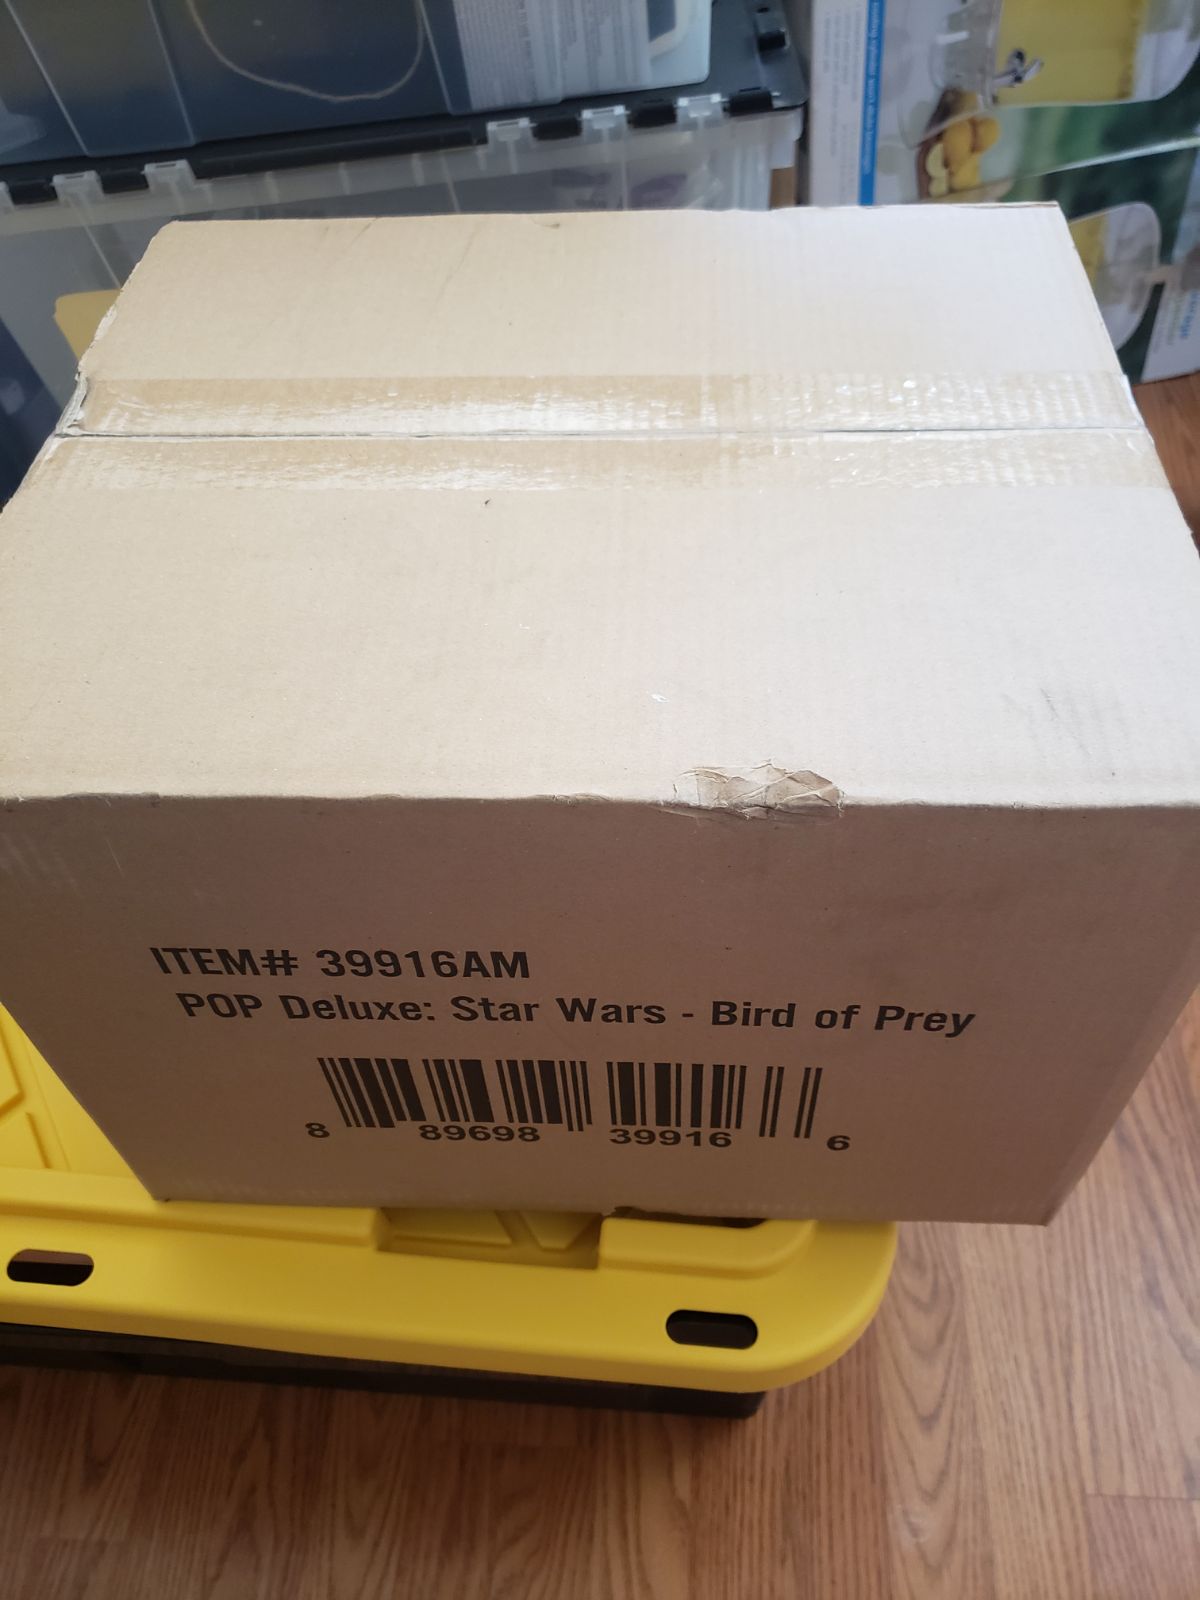 ITEM# 39916AM
POP Deluxe: Star Wars - Bird of Prey
8 89698 39916 6